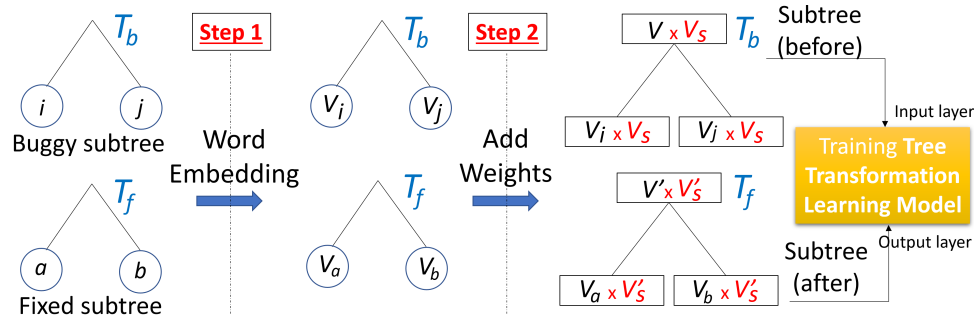 T_b
Step 1
T_b
Step 2
V x V_s
T_b
Subtree
(before)
i
j
V_i
V_j
Input layer
Buggy subtree
Word
Embedding
Add
Weights
V_i x V_s
V_j x V_s
Training Tree
Transformation
Learning Model
T_f
T_f
V' x V'_s
T_f
a
b
V_a
V_b
Subtree
(after)
Output layer
Fixed subtree
V_a x V'_s
V_b x V'_s